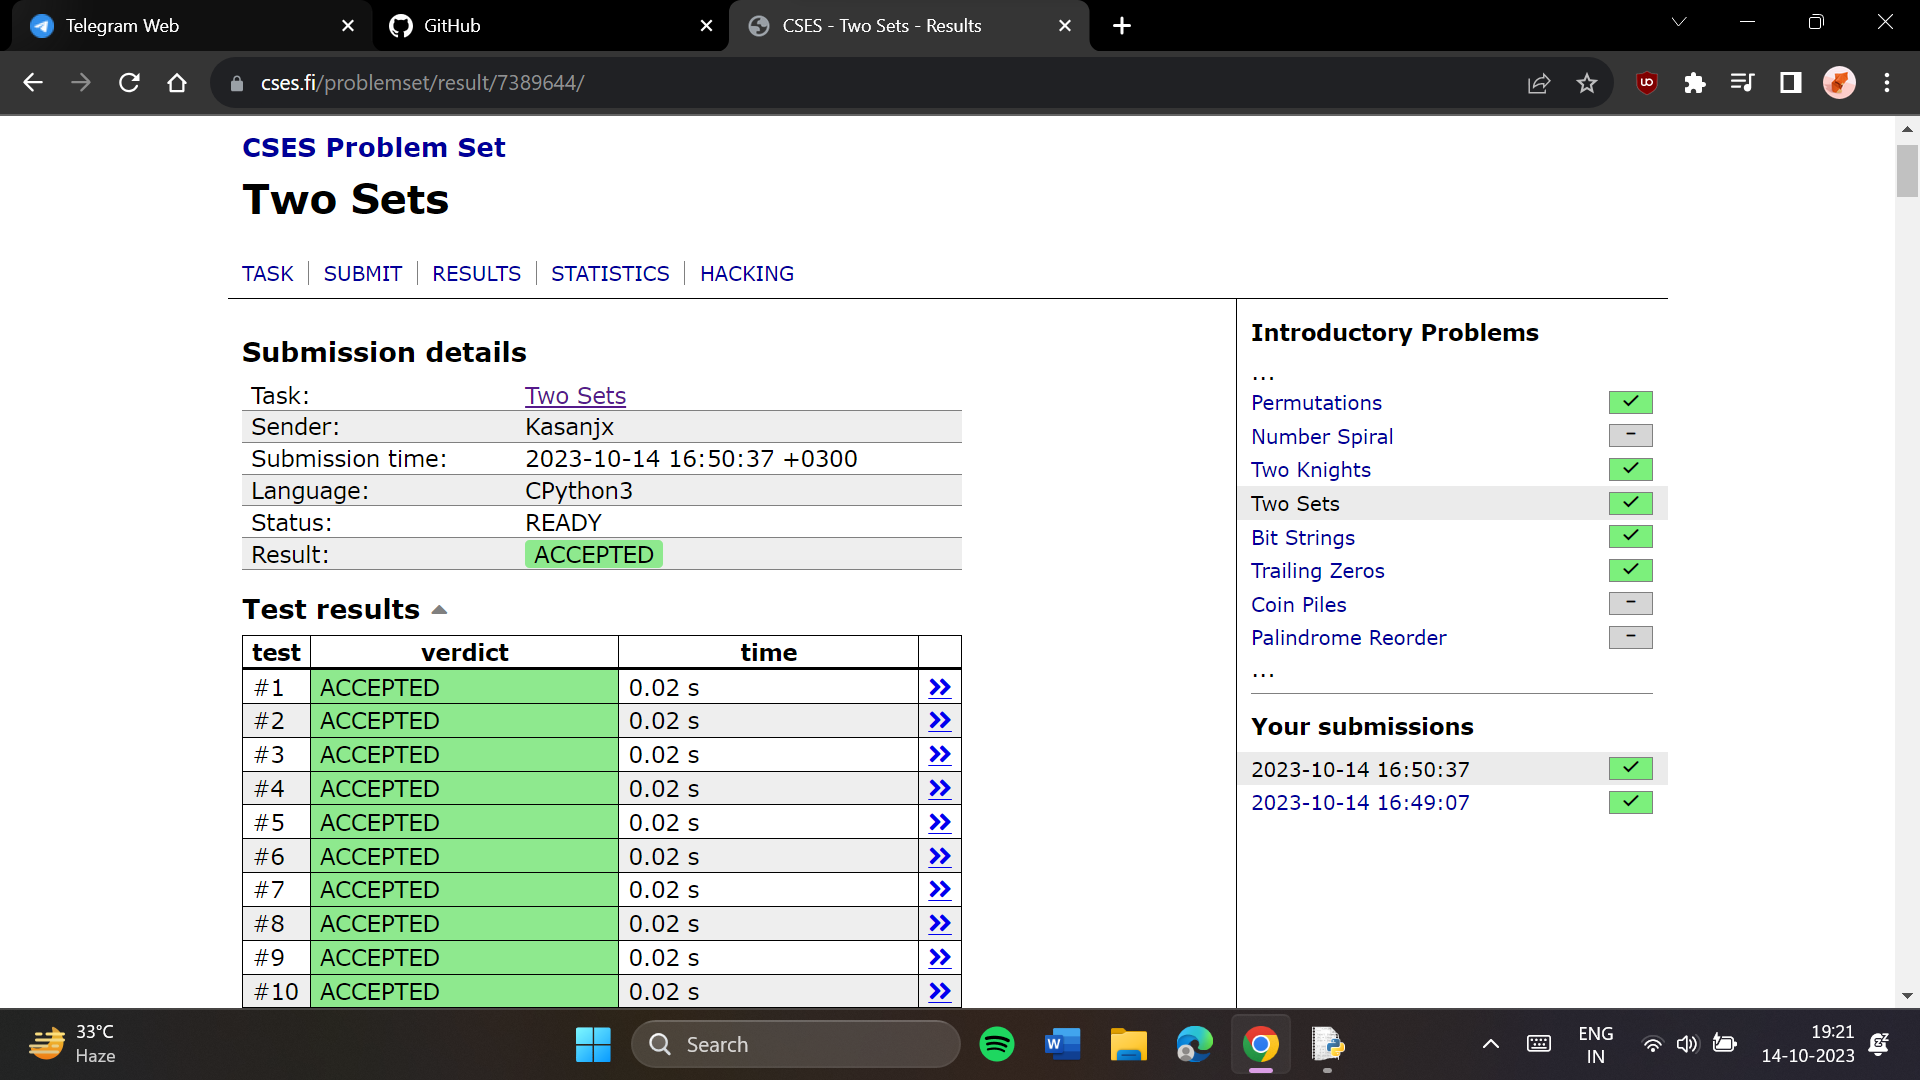 Telegram Web
GitHub
CSES - Two Sets - Results
cses.fi/problemset/result/7389644/
CSES Problem Set
Two Sets
TASK
SUBMIT
RESULTS
STATISTICS
HACKING
Submission details
Task: Two Sets
Sender: Kasanjx
Submission time: 2023-10-14 16:50:37 +0300
Language: CPython3
Status: READY
Result: ACCEPTED
Test results
test verdict time
#1 ACCEPTED 0.02 s »
#2 ACCEPTED 0.02 s »
#3 ACCEPTED 0.02 s »
#4 ACCEPTED 0.02 s »
#5 ACCEPTED 0.02 s »
#6 ACCEPTED 0.02 s »
#7 ACCEPTED 0.02 s »
#8 ACCEPTED 0.02 s »
#9 ACCEPTED 0.02 s »
#10 ACCEPTED 0.02 s »
Introductory Problems
...
Permutations
Number Spiral –
Two Knights
Two Sets
Bit Strings
Trailing Zeros
Coin Piles –
Palindrome Reorder –
...
Your submissions
2023-10-14 16:50:37
2023-10-14 16:49:07
33°C
Haze
Search
W
ENG
IN
19:21
14-10-2023